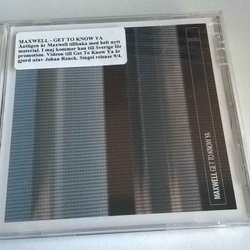 MAXWELL - GET TO KNOW YA
Äntligen är Maxwell tillbaka med helt nytt
material. I maj kommer han till Sverige för
promotion. Videon till Get To Know Ya är
gjord utav Johan Renck. Singel release 9/4.
MAXWELL GET TO KNOW YA